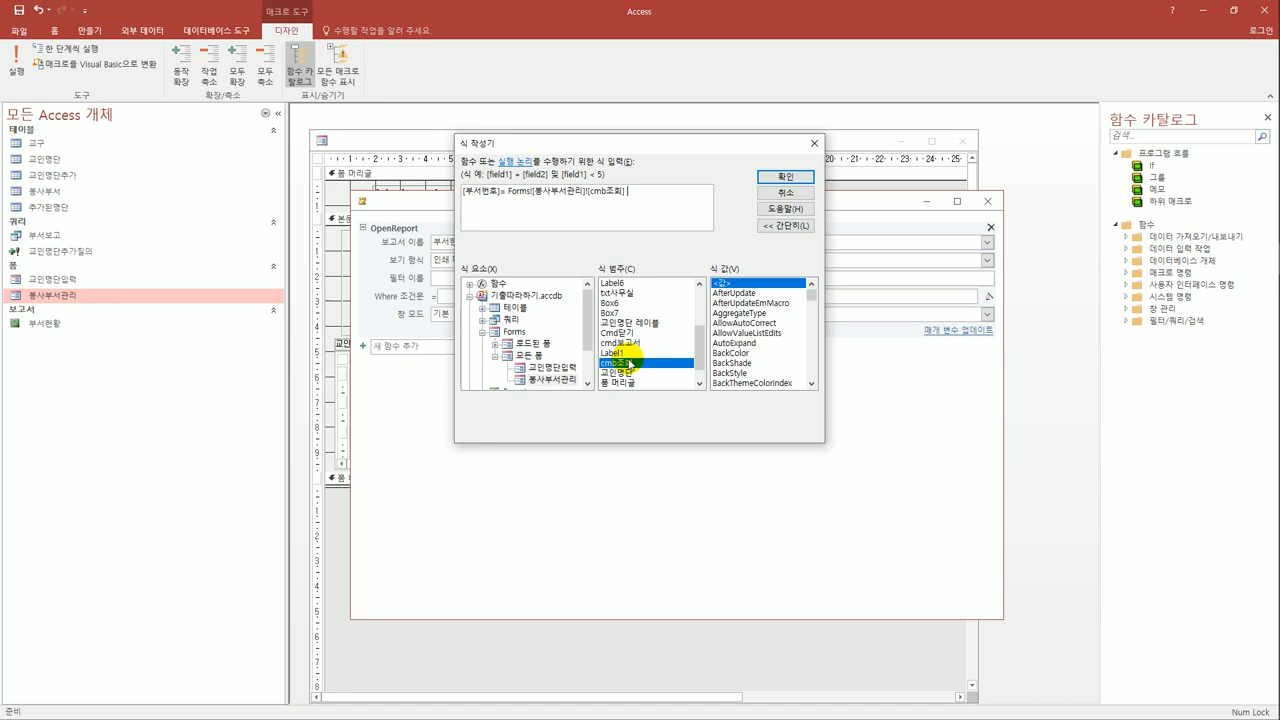 매크로 도구
Access
로그인
파일
홈
만들기
외부 데이터
데이터베이스 도구
디자인
수행할 작업을 알려 주세요.
실행
한 단계씩 실행
매크로를 Visual Basic으로 변환
도구
동작
확장
작업
축소
모두
확장
모두
축소
확장/축소
함수 카
탈로그
모든 매크로
함수 표시
표시/숨기기
모든 Access 개체
테이블
교구
교인명단
교인명단추가
봉사부서
추가된명단
쿼리
부서보고
교인명단추가질의
폼
교인명단입력
봉사부서관리
보고서
부서현황
폼 머리글
OpenReport
보고서 이름
보기 형식
인쇄
필터 이름
Where 조건문
=
창 모드
기본
새 함수 추가
매개 변수 업데이트
식 작성기
함수 또는 실행 논리를 수행하기 위한 식 입력(E):
(식 예: [field1] + [field2] 및 [field1] < 5)
[부서번호]= Forms![봉사부서관리]![cmb조회]
확인
취소
도움말(H)
<< 간단히(L)
식 요소(X)
함수
기출따라하기.accdb
테이블
쿼리
Forms
로드된 폼
모든 폼
교인명단입력
봉사부서관리
식 범주(C)
Label6
txt사무실
Box6
Box7
교인명단 레이블
Cmd닫기
cmd보고서
Label1
cmb조회
교인명단
폼 머리글
식 값(V)
<값>
AfterUpdate
AfterUpdateEmMacro
AggregateType
AllowAutoCorrect
AllowValueListEdits
AutoExpand
BackColor
BackShade
BackStyle
BackThemeColorIndex
함수 카탈로그
검색...
프로그램 흐름
If
그룹
메모
하위 매크로
함수
데이터 가져오기/내보내기
데이터 입력 작업
데이터베이스 개체
매크로 명령
사용자 인터페이스 명령
시스템 명령
창 관리
필터/쿼리/검색
준비
Num Lock